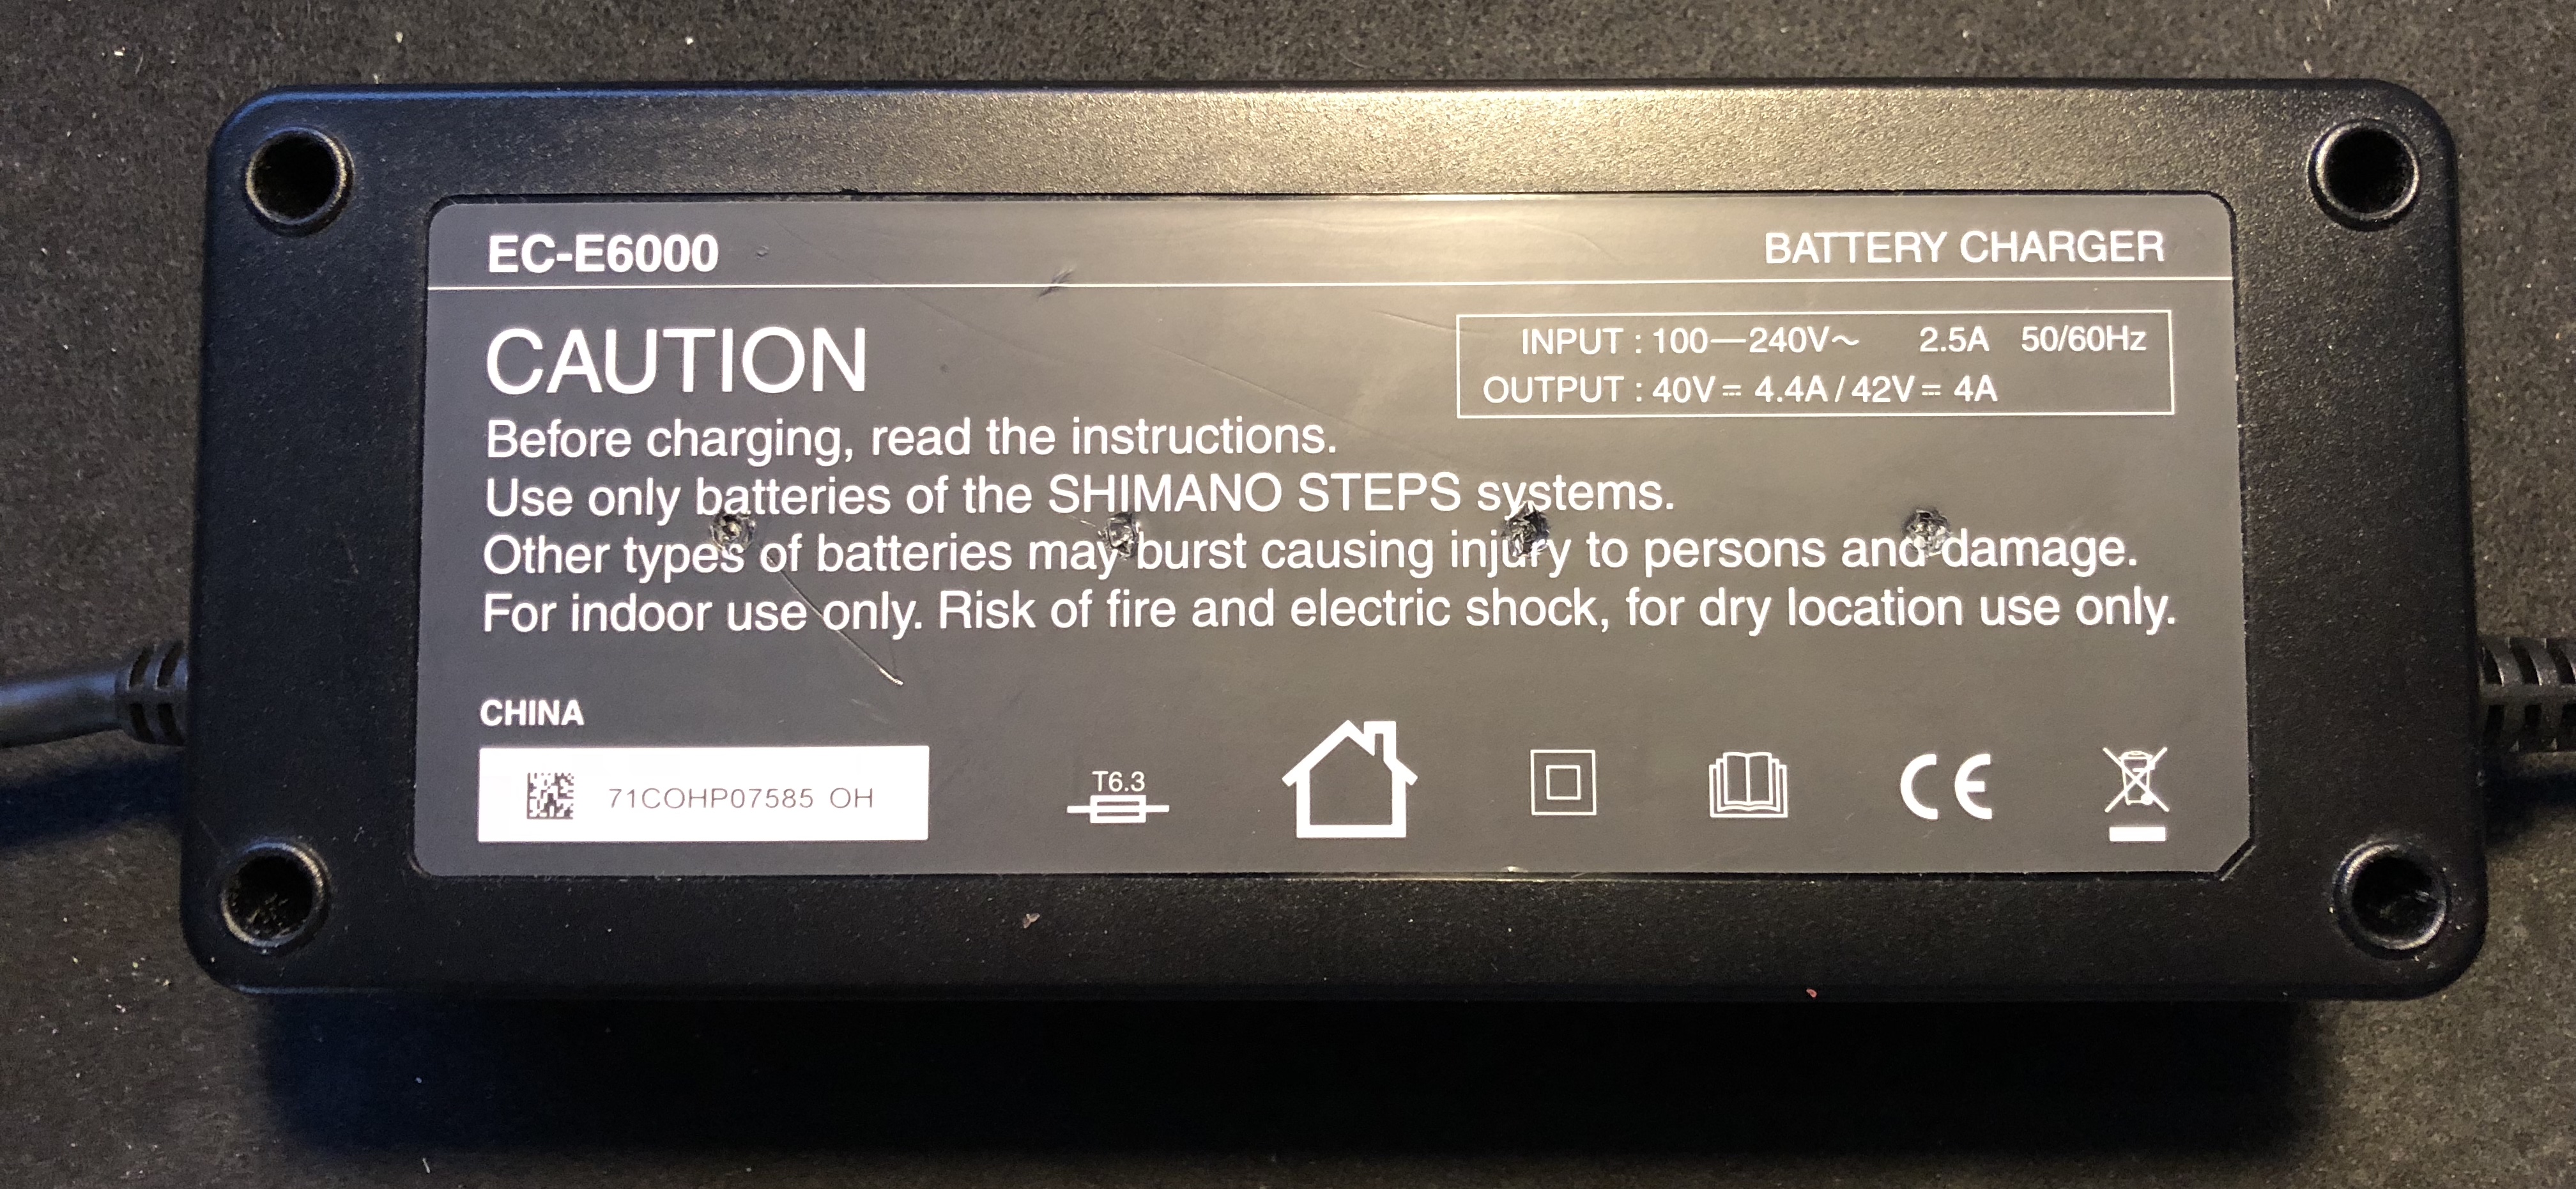 EC-E6000 BATTERY CHARGER
CAUTION
INPUT : 100—240V～ 2.5A 50/60Hz
OUTPUT : 40V⎓ 4.4A / 42V⎓ 4A
Before charging, read the instructions.
Use only batteries of the SHIMANO STEPS systems.
Other types of batteries may burst causing injury to persons and damage.
For indoor use only. Risk of fire and electric shock, for dry location use only.
CHINA
71COHP07585 OH
T6.3
CE